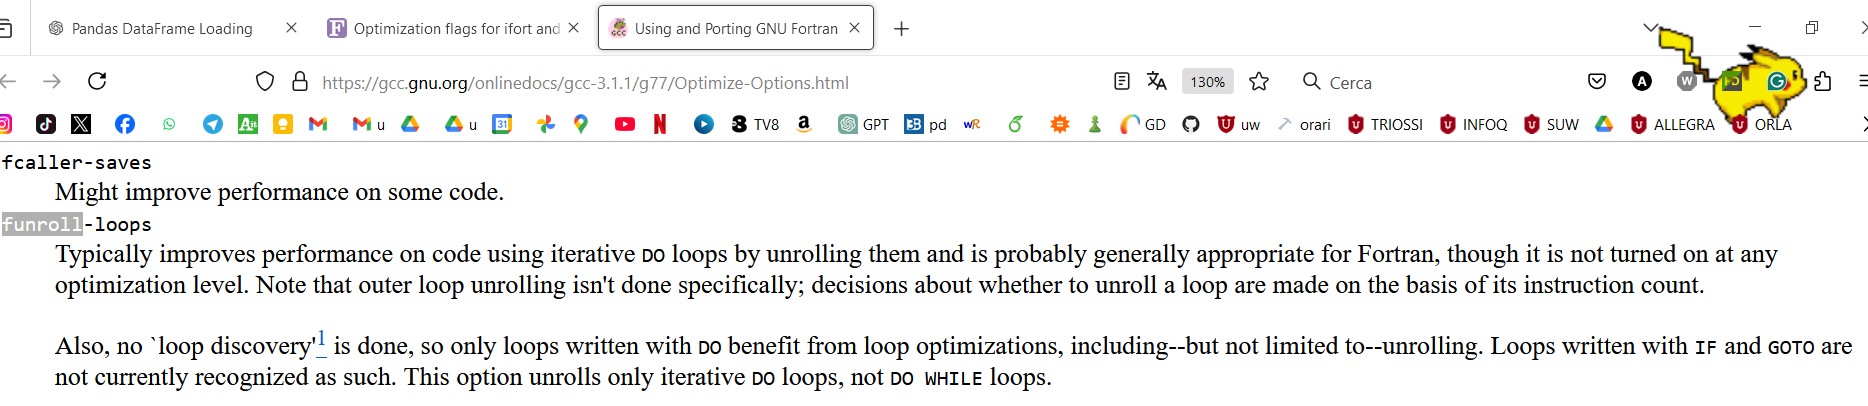 Pandas DataFrame Loading
Optimization flags for ifort and
Using and Porting GNU Fortran
https://gcc.gnu.org/onlinedocs/gcc-3.1.1/g77/Optimize-Options.html
130%
Cerca
A
W
31
u
u
TV8
GPT
pd
wR
GD
uw
orari
TRIOSSI
INFOQ
SUW
ALLEGRA
ORLA
fcaller-saves
Might improve performance on some code.
funroll-loops
Typically improves performance on code using iterative DO loops by unrolling them and is probably generally appropriate for Fortran, though it is not turned on at any
optimization level. Note that outer loop unrolling isn't done specifically; decisions about whether to unroll a loop are made on the basis of its instruction count.
Also, no `loop discovery'1 is done, so only loops written with DO benefit from loop optimizations, including--but not limited to--unrolling. Loops written with IF and GOTO are
not currently recognized as such. This option unrolls only iterative DO loops, not DO WHILE loops.